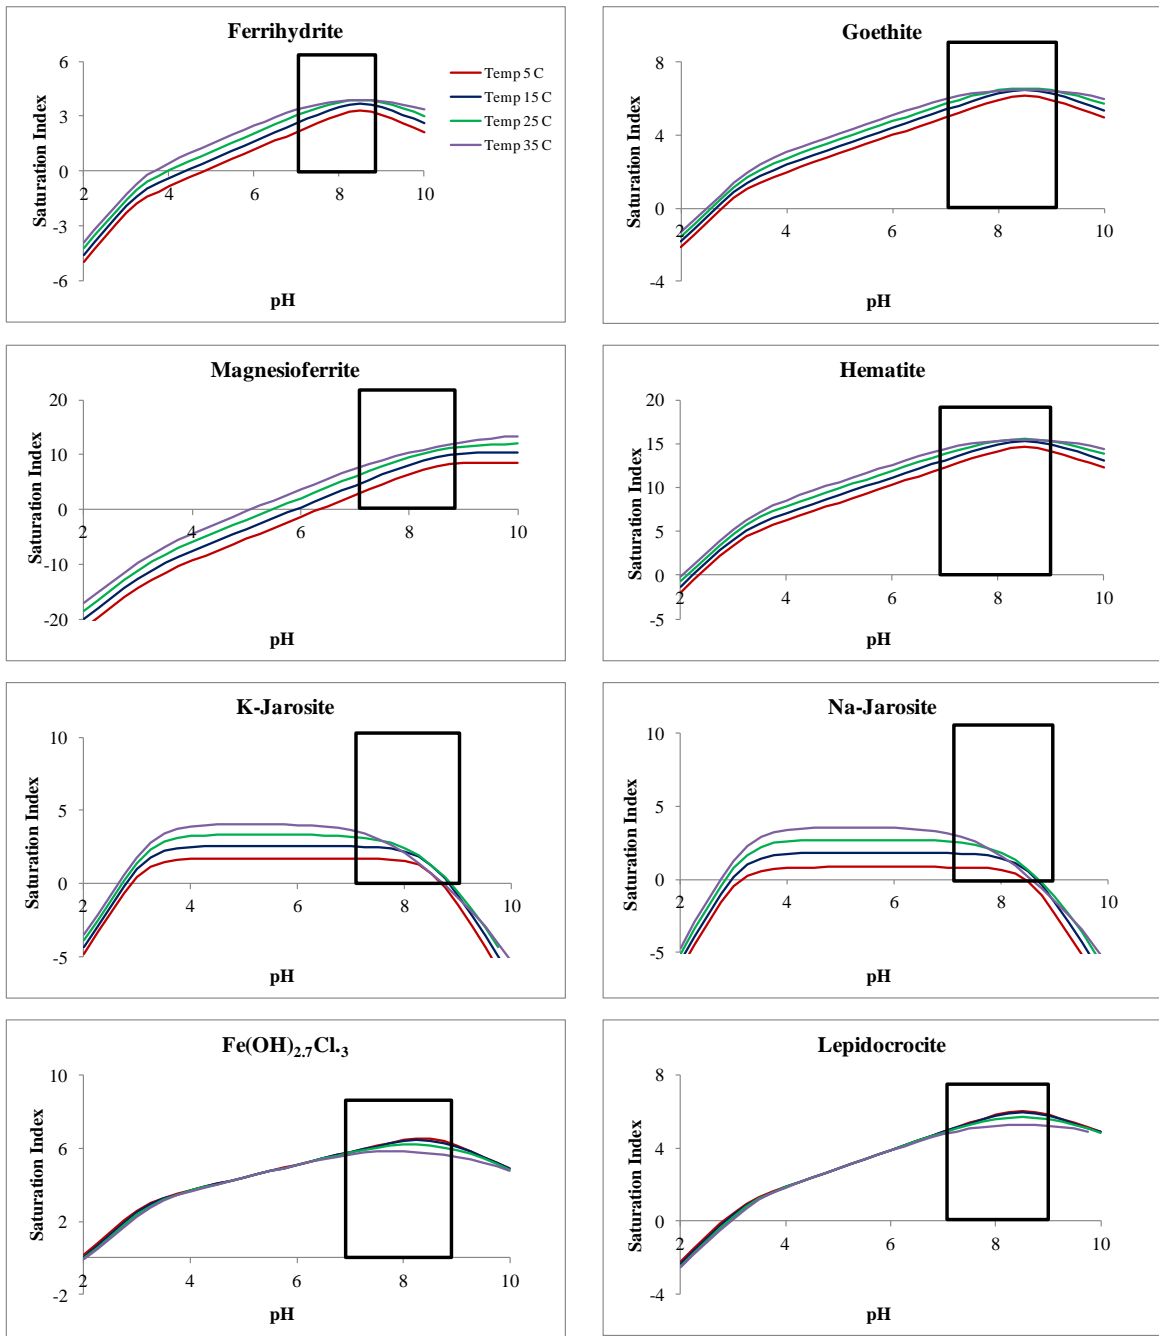 Ferrihydrite
6
3
0
-3
-6
2
4
6
8
10
Saturation Index
pH
Temp 5 C
Temp 15 C
Temp 25 C
Temp 35 C
Goethite
8
4
0
-4
2
4
6
8
10
Saturation Index
pH
Magnesioferrite
20
10
0
-10
-20
2
4
6
8
10
Saturation Index
pH
Hematite
20
15
10
5
0
-5
2
4
6
8
10
Saturation Index
pH
K-Jarosite
10
5
0
-5
2
4
6
8
10
Saturation Index
pH
Na-Jarosite
10
5
0
-5
2
4
6
8
10
Saturation Index
pH
Fe(OH)2.7Cl.3
10
6
2
-2
2
4
6
8
10
Saturation Index
pH
Lepidocrocite
8
4
0
-4
2
4
6
8
10
Saturation Index
pH